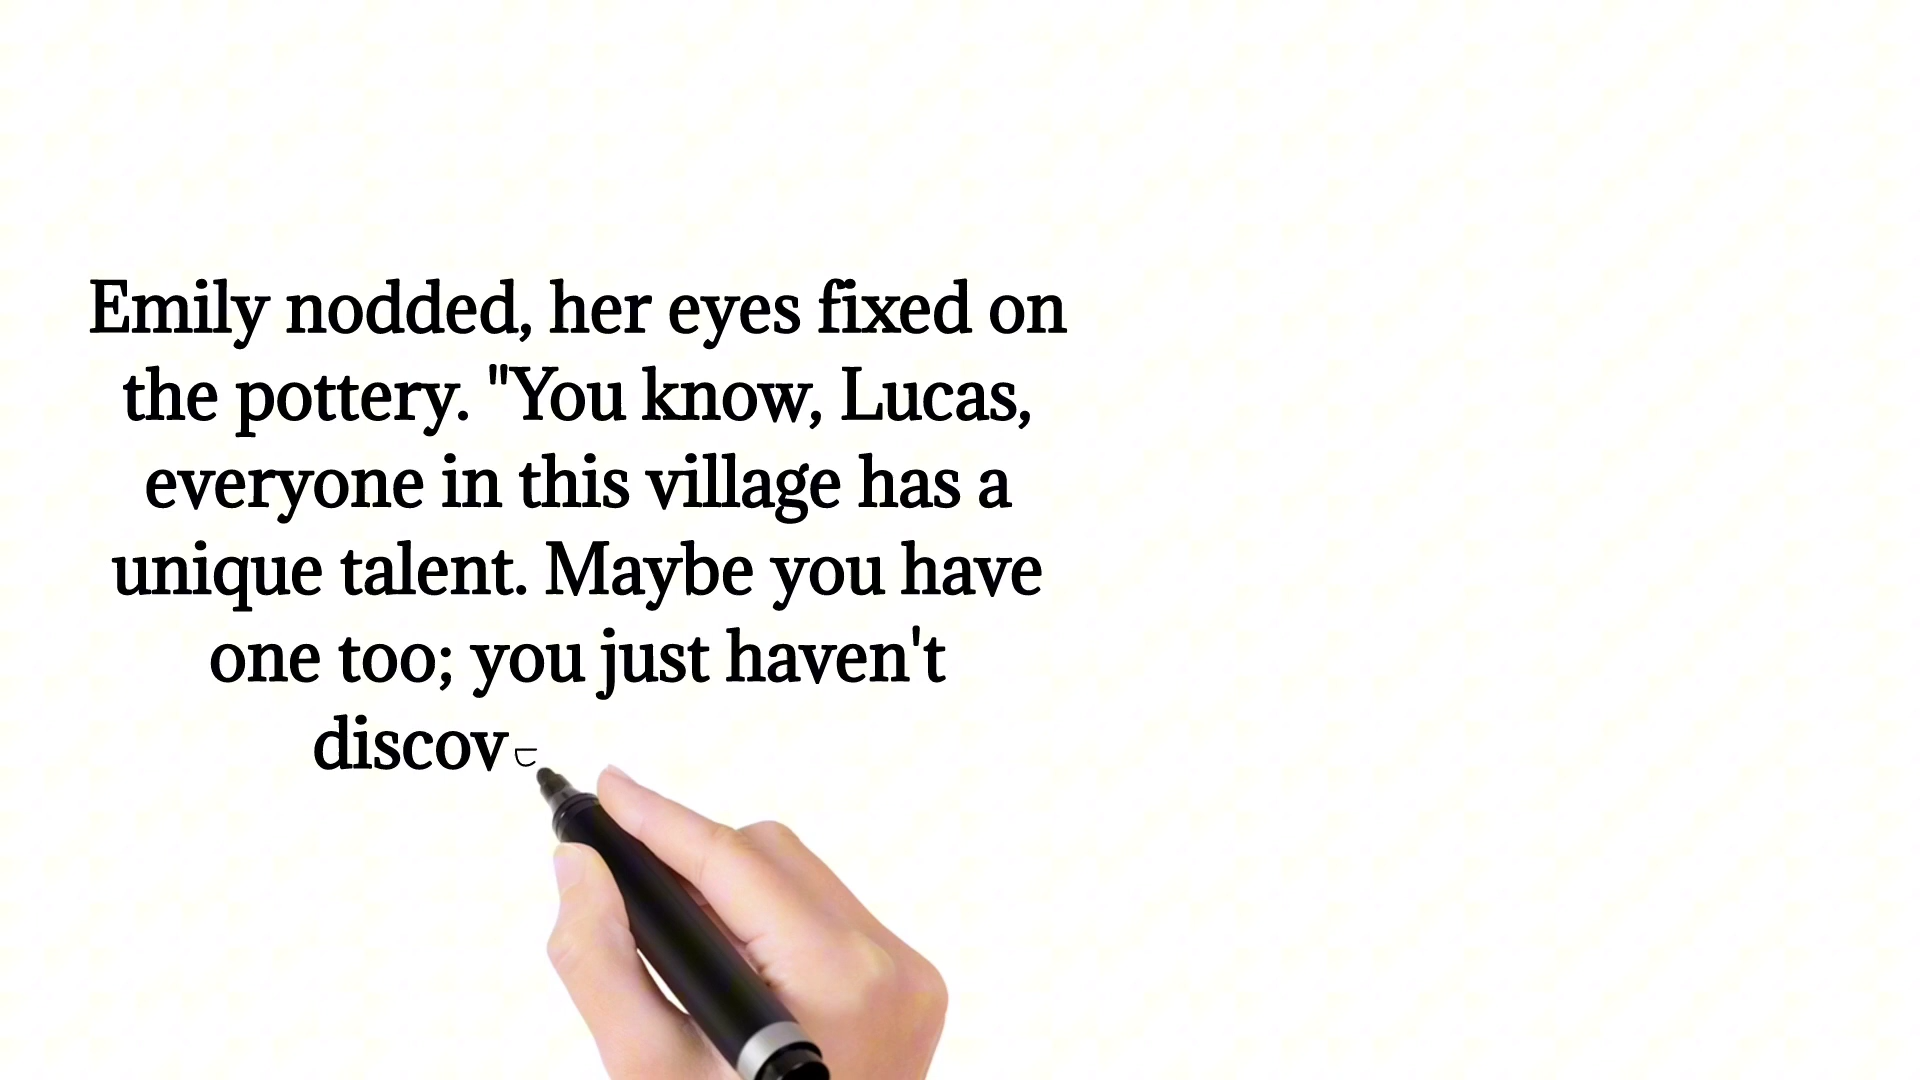 Emily nodded, her eyes fixed on
the pottery. "You know, Lucas,
everyone in this village has a
unique talent. Maybe you have
one too; you just haven't
discov